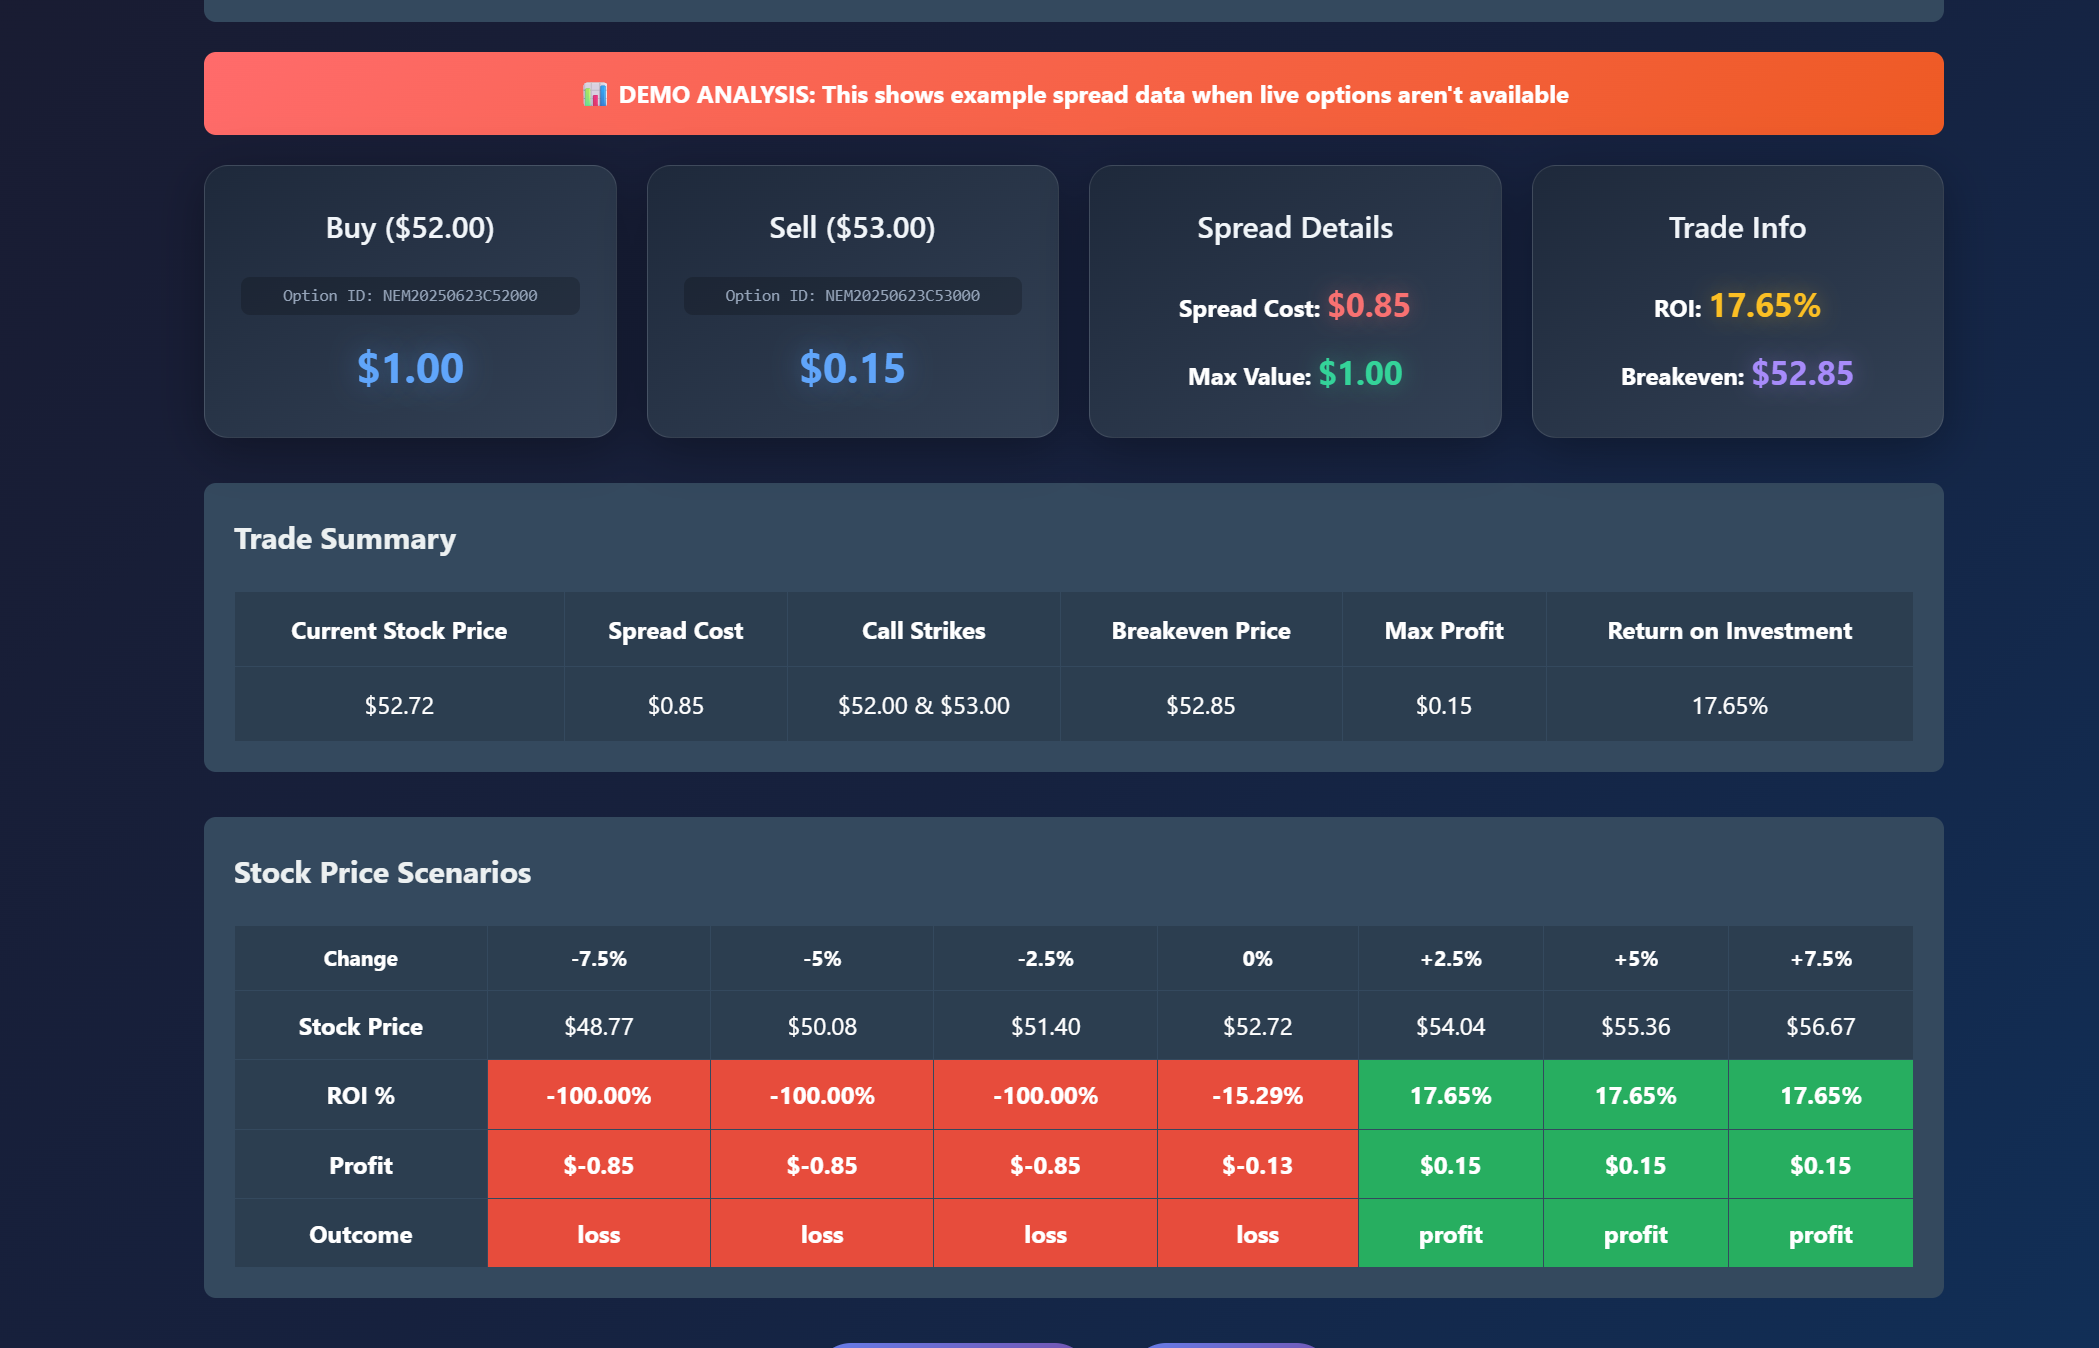 📊 DEMO ANALYSIS: This shows example spread data when live options aren't available
Buy ($52.00)
Option ID: NEM20250623C52000
$1.00
Sell ($53.00)
Option ID: NEM20250623C53000
$0.15
Spread Details
Spread Cost: $0.85
Max Value: $1.00
Trade Info
ROI: 17.65%
Breakeven: $52.85
Trade Summary
Current Stock Price Spread Cost Call Strikes Breakeven Price Max Profit Return on Investment
$52.72 $0.85 $52.00 & $53.00 $52.85 $0.15 17.65%
Stock Price Scenarios
Change -7.5% -5% -2.5% 0% +2.5% +5% +7.5%
Stock Price $48.77 $50.08 $51.40 $52.72 $54.04 $55.36 $56.67
ROI % -100.00% -100.00% -100.00% -15.29% 17.65% 17.65% 17.65%
Profit $-0.85 $-0.85 $-0.85 $-0.13 $0.15 $0.15 $0.15
Outcome loss loss loss loss profit profit profit